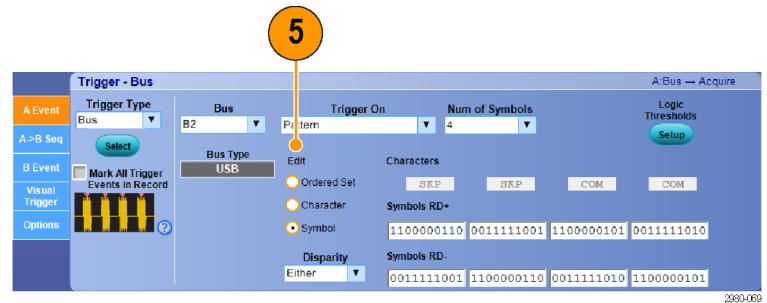 5
Trigger - Bus
A:Bus → Acquire
A Event
A->B Seq
B Event
Visual
Trigger
Options
Trigger Type
Bus
Select
Mark All Trigger
Events in Record
?
Bus
B2
Bus Type
USB
Trigger On
Pattern
Num of Symbols
4
Logic
Thresholds
Setup
Edit
Ordered Set
Character
Symbol
Disparity
Either
Characters
SKP SKP COM COM
Symbols RD+
1100000110 0011111001 1100000101 0011111010
Symbols RD-
0011111001 1100000110 0011111010 1100000101
2980-069